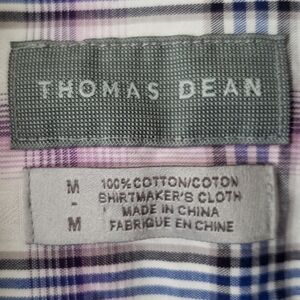 THOMAS DEAN
M 100% COTTON/COTON
- SHIRTMAKER'S CLOTH
MADE IN CHINA
M FABRIQUE EN CHINE